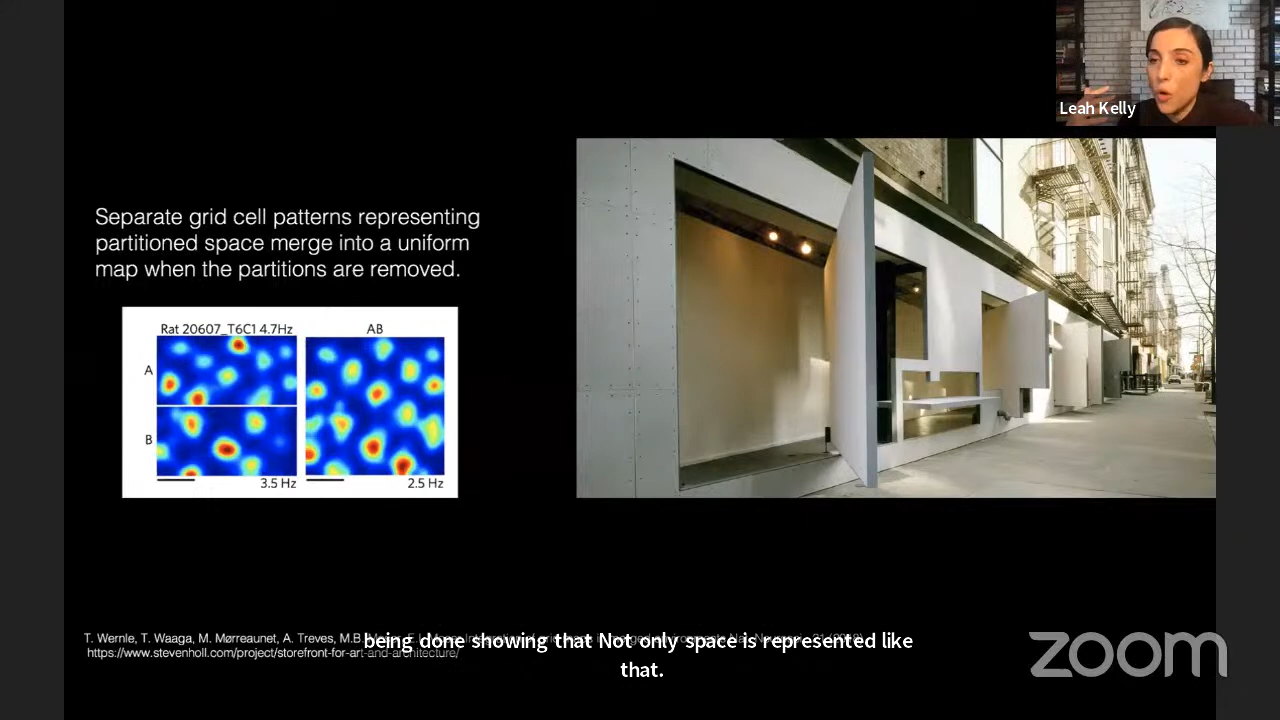 Leah Kelly
Separate grid cell patterns representing
partitioned space merge into a uniform
map when the partitions are removed.
Rat 20607_T6C1 4.7Hz
AB
A
B
3.5 Hz
2.5 Hz
T. Wernle, T. Waaga, M. Mørreaunet, A. Treves, M.B.
https://www.stevenholl.com/project/storefront-for-art-and-architecture/
being done showing that Not only space is represented like
that.
zoom